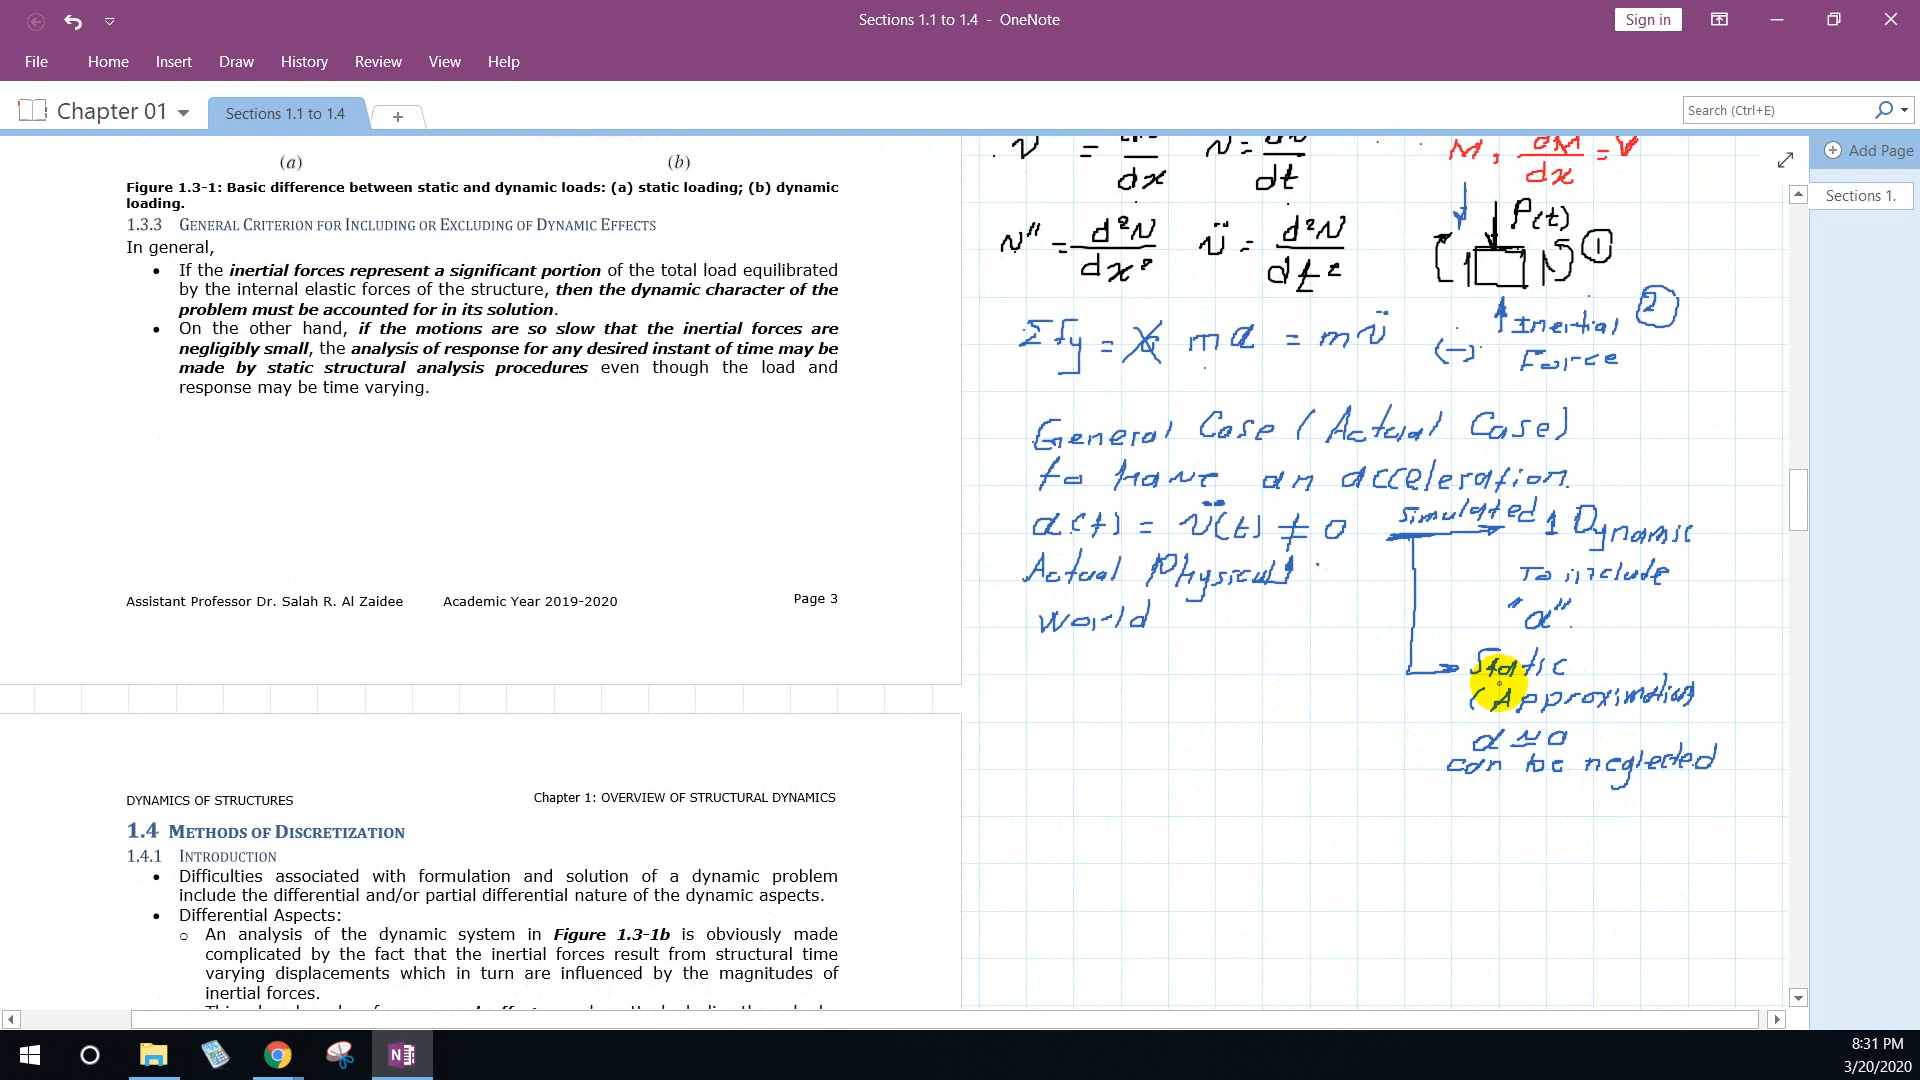 Sections 1.1 to 1.4 - OneNote
Sign in
File Home Insert Draw History Review View Help
Chapter 01
Sections 1.1 to 1.4
+
Search (Ctrl+E)
Add Page
Sections 1.
(a) (b)
Figure 1.3-1: Basic difference between static and dynamic loads: (a) static loading; (b) dynamic
loading.
1.3.3 GENERAL CRITERION FOR INCLUDING OR EXCLUDING OF DYNAMIC EFFECTS
In general,
• If the inertial forces represent a significant portion of the total load equilibrated
by the internal elastic forces of the structure, then the dynamic character of the
problem must be accounted for in its solution.
• On the other hand, if the motions are so slow that the inertial forces are
negligibly small, the analysis of response for any desired instant of time may be
made by static structural analysis procedures even though the load and
response may be time varying.
Assistant Professor Dr. Salah R. Al Zaidee Academic Year 2019-2020 Page 3
DYNAMICS OF STRUCTURES Chapter 1: OVERVIEW OF STRUCTURAL DYNAMICS
1.4 METHODS OF DISCRETIZATION
1.4.1 INTRODUCTION
• Difficulties associated with formulation and solution of a dynamic problem
include the differential and/or partial differential nature of the dynamic aspects.
• Differential Aspects:
o An analysis of the dynamic system in Figure 1.3-1b is obviously made
complicated by the fact that the inertial forces result from structural time
varying displacements which in turn are influenced by the magnitudes of
inertial forces.
M, dM/dx = V
v'' = d²v/dx² v̈ = d²v/dt²
P(t)
1
Σfy = ma = mv̈
(-)
Inertial
Force
2
General Case (Actual Case)
to have an acceleration.
a(t) = v̈(t) ≠ 0
Actual Physical
World
simulated
1 Dynamic
To include
"a".
Static
(Approximation)
a ≃ 0
can be neglected
8:31 PM
3/20/2020